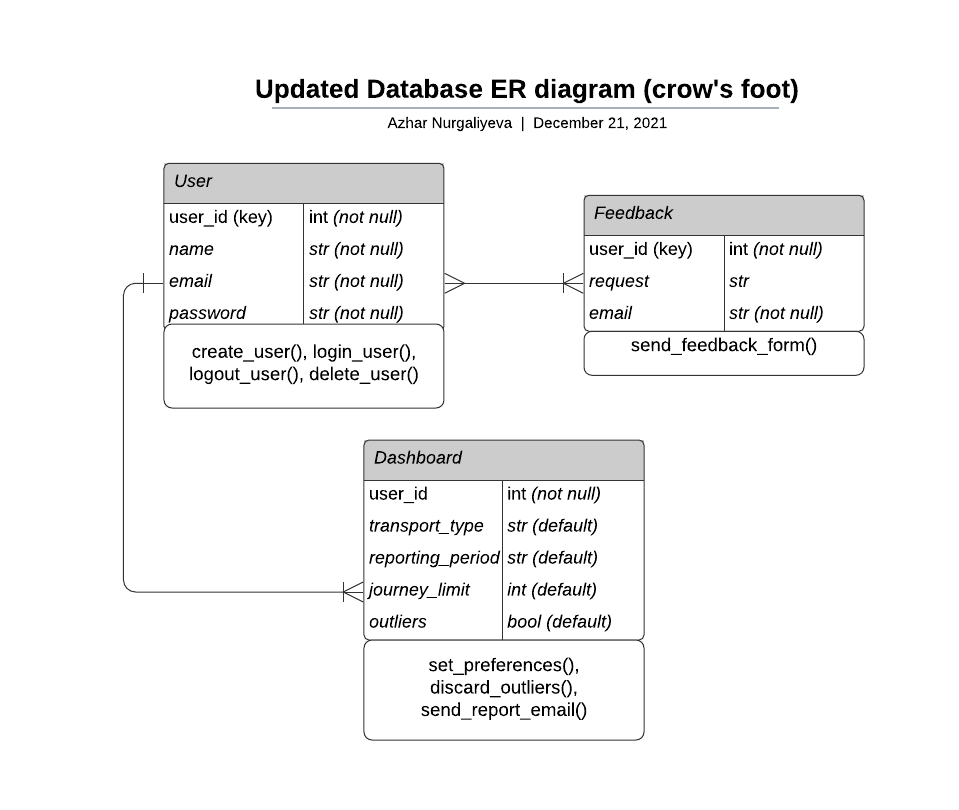 Updated Database ER diagram (crow's foot)
Azhar Nurgaliyeva | December 21, 2021
User
user_id (key) int (not null)
name str (not null)
email str (not null)
password str (not null)
create_user(), login_user(),
logout_user(), delete_user()
Feedback
user_id (key) int (not null)
request str
email str (not null)
send_feedback_form()
Dashboard
user_id int (not null)
transport_type str (default)
reporting_period str (default)
journey_limit int (default)
outliers bool (default)
set_preferences(),
discard_outliers(),
send_report_email()